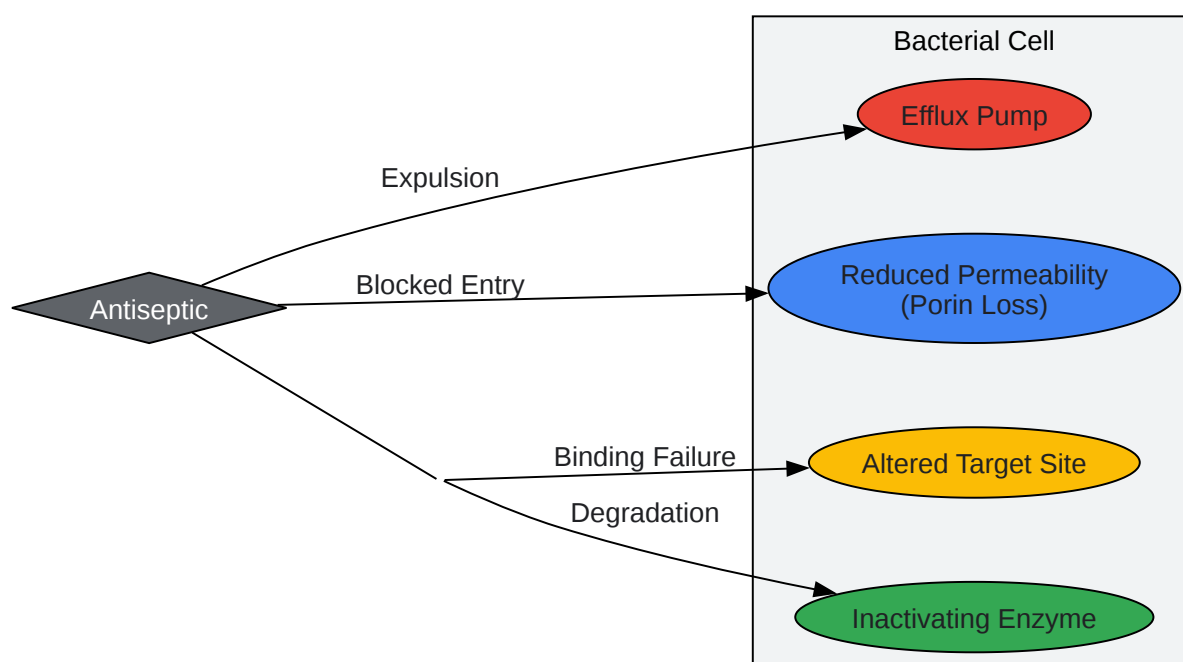 Bacterial Cell
Efflux Pump
Expulsion
Reduced Permeability
(Porin Loss)
Blocked Entry
Antiseptic
Binding Failure
Altered Target Site
Degradation
Inactivating Enzyme